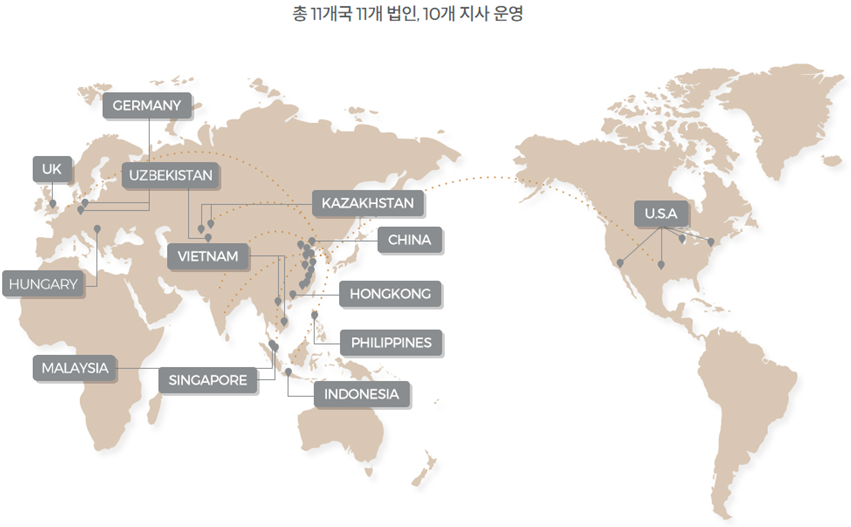 총 11개국 11개 법인, 10개 지사 운영
GERMANY
UK
UZBEKISTAN
KAZAKHSTAN
U.S.A
CHINA
VIETNAM
HUNGARY
HONGKONG
PHILIPPINES
MALAYSIA
SINGAPORE
INDONESIA